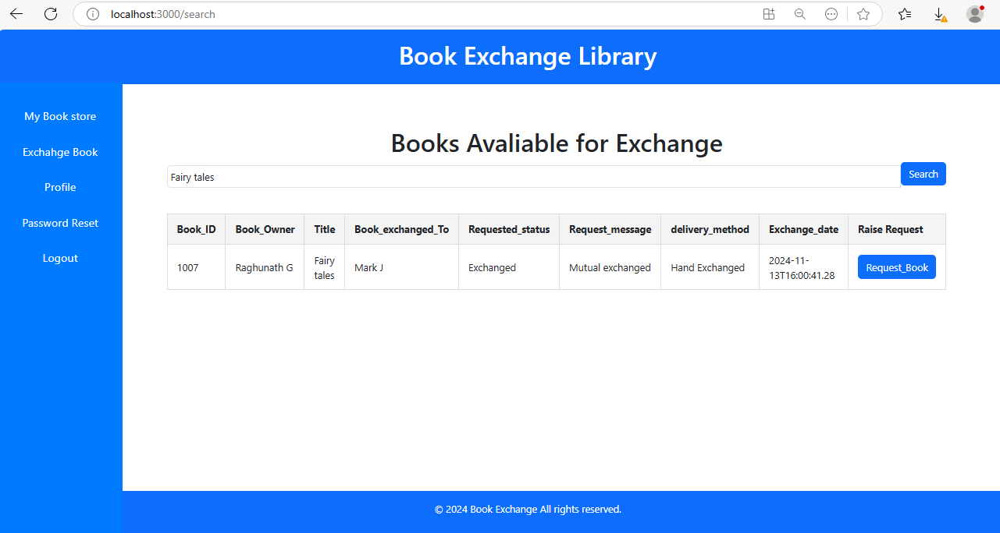 localhost:3000/search
Book Exchange Library
My Book store
Exchahge Book
Profile
Password Reset
Logout
Books Avaliable for Exchange
Fairy tales
Search
Book_ID Book_Owner Title Book_exchanged_To Requested_status Request_message delivery_method Exchange_date Raise Request
1007 Raghunath G Fairy tales Mark J Exchanged Mutual exchanged Hand Exchanged 2024-11-13T16:00:41.28 Request_Book
© 2024 Book Exchange All rights reserved.